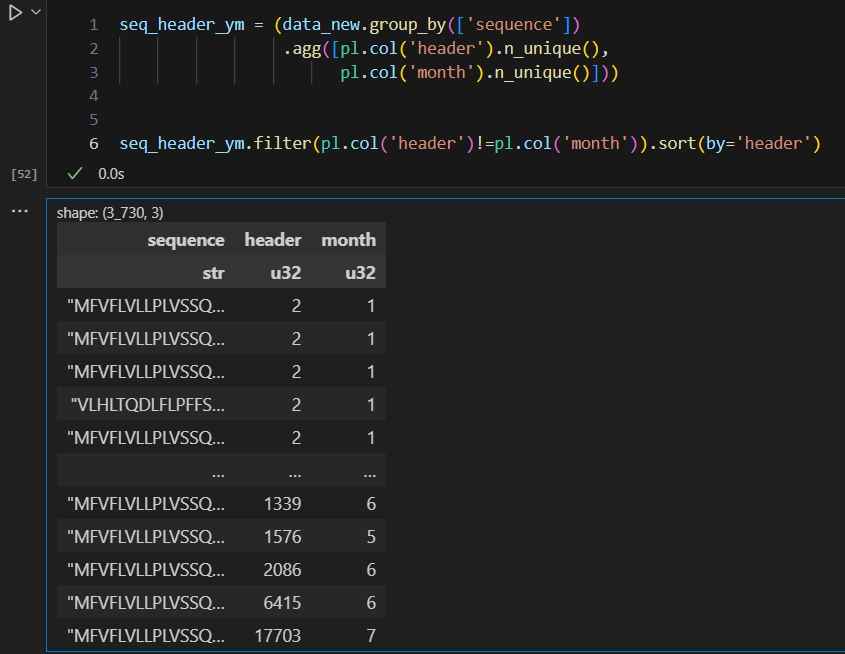 1 seq_header_ym = (data_new.group_by(['sequence'])
2 .agg([pl.col('header').n_unique(),
3 pl.col('month').n_unique()]))
4
5
6 seq_header_ym.filter(pl.col('header')!=pl.col('month')).sort(by='header')
[52] 0.0s
... shape: (3_730, 3)
sequence header month
str u32 u32
"MFVFLVLLPLVSSQ... 2 1
"MFVFLVLLPLVSSQ... 2 1
"MFVFLVLLPLVSSQ... 2 1
"VLHLTQDLFLPFFS... 2 1
"MFVFLVLLPLVSSQ... 2 1
... ... ...
"MFVFLVLLPLVSSQ... 1339 6
"MFVFLVLLPLVSSQ... 1576 5
"MFVFLVLLPLVSSQ... 2086 6
"MFVFLVLLPLVSSQ... 6415 6
"MFVFLVLLPLVSSQ... 17703 7